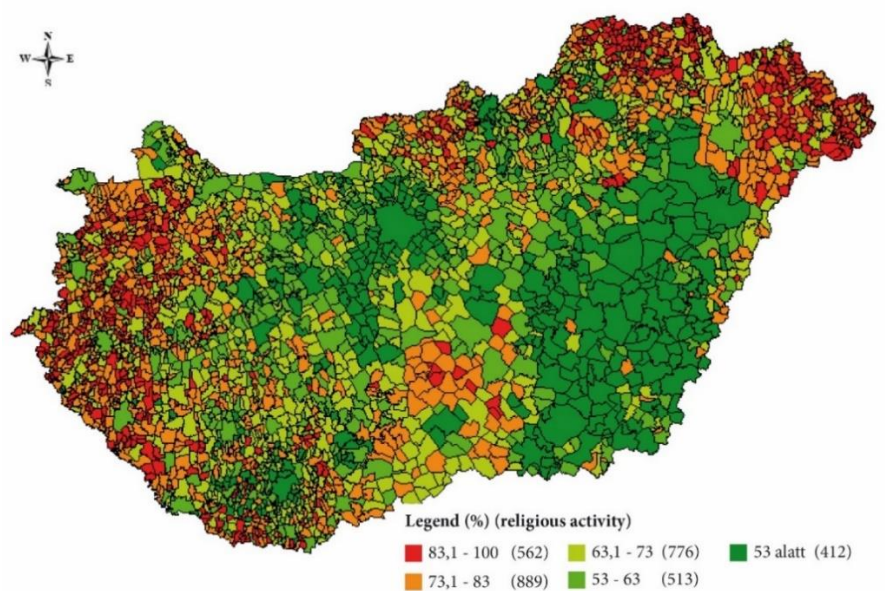 N
W E
S
Legend (%) (religious activity)
83,1 - 100 (562) 63,1 - 73 (776) 53 alatt (412)
73,1 - 83 (889) 53 - 63 (513)